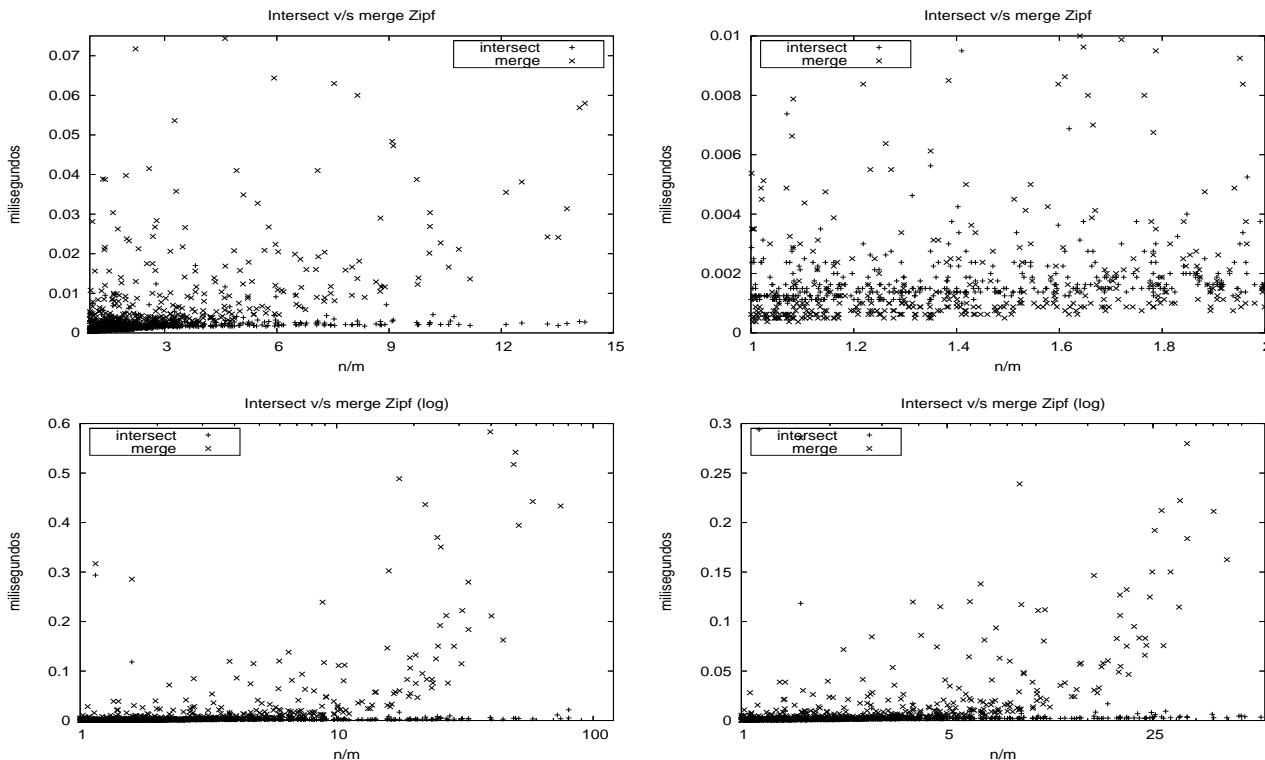 Intersect v/s merge Zipf
0.07
0.06
0.05
0.04
0.03
0.02
0.01
0
milisegundos
intersect +
merge ×
3 6 9 12 15
n/m
Intersect v/s merge Zipf
0.01
0.008
0.006
0.004
0.002
0
milisegundos
intersect +
merge ×
1 1.2 1.4 1.6 1.8 2
n/m
Intersect v/s merge Zipf (log)
0.6
0.5
0.4
0.3
0.2
0.1
0
milisegundos
intersect +
merge ×
1 10 100
n/m
Intersect v/s merge Zipf (log)
0.3
0.25
0.2
0.15
0.1
0.05
0
milisegundos
intersect +
merge ×
1 5 25
n/m